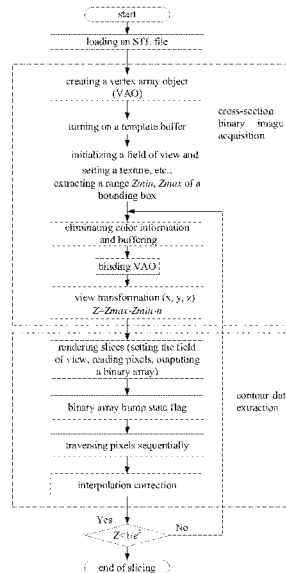 start
loading an STL file
creating a vertex array object
(VAO)
turning on a template buffer
initializing a field of view and
setting a texture, etc.;
extracting a range Zmin, Zmax of a
bounding box
eliminating color information
and buffering
binding VAO
view transformation (x, y, z)
Z=Zmax-Zmin-n
cross-section
binary image
acquisition
rendering slices (setting the field
of view, reading pixels, outputting
a binary array)
binary array bump state flag
traversing pixels sequentially
interpolation correction
contour data
extraction
Yes
No
end of slicing